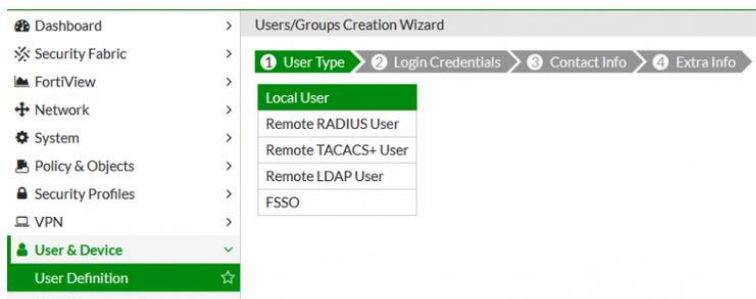 Dashboard
Security Fabric
FortiView
Network
System
Policy & Objects
Security Profiles
VPN
User & Device
User Definition
Users/Groups Creation Wizard
1 User Type 2 Login Credentials 3 Contact Info 4 Extra Info
Local User
Remote RADIUS User
Remote TACACS+ User
Remote LDAP User
FSSO